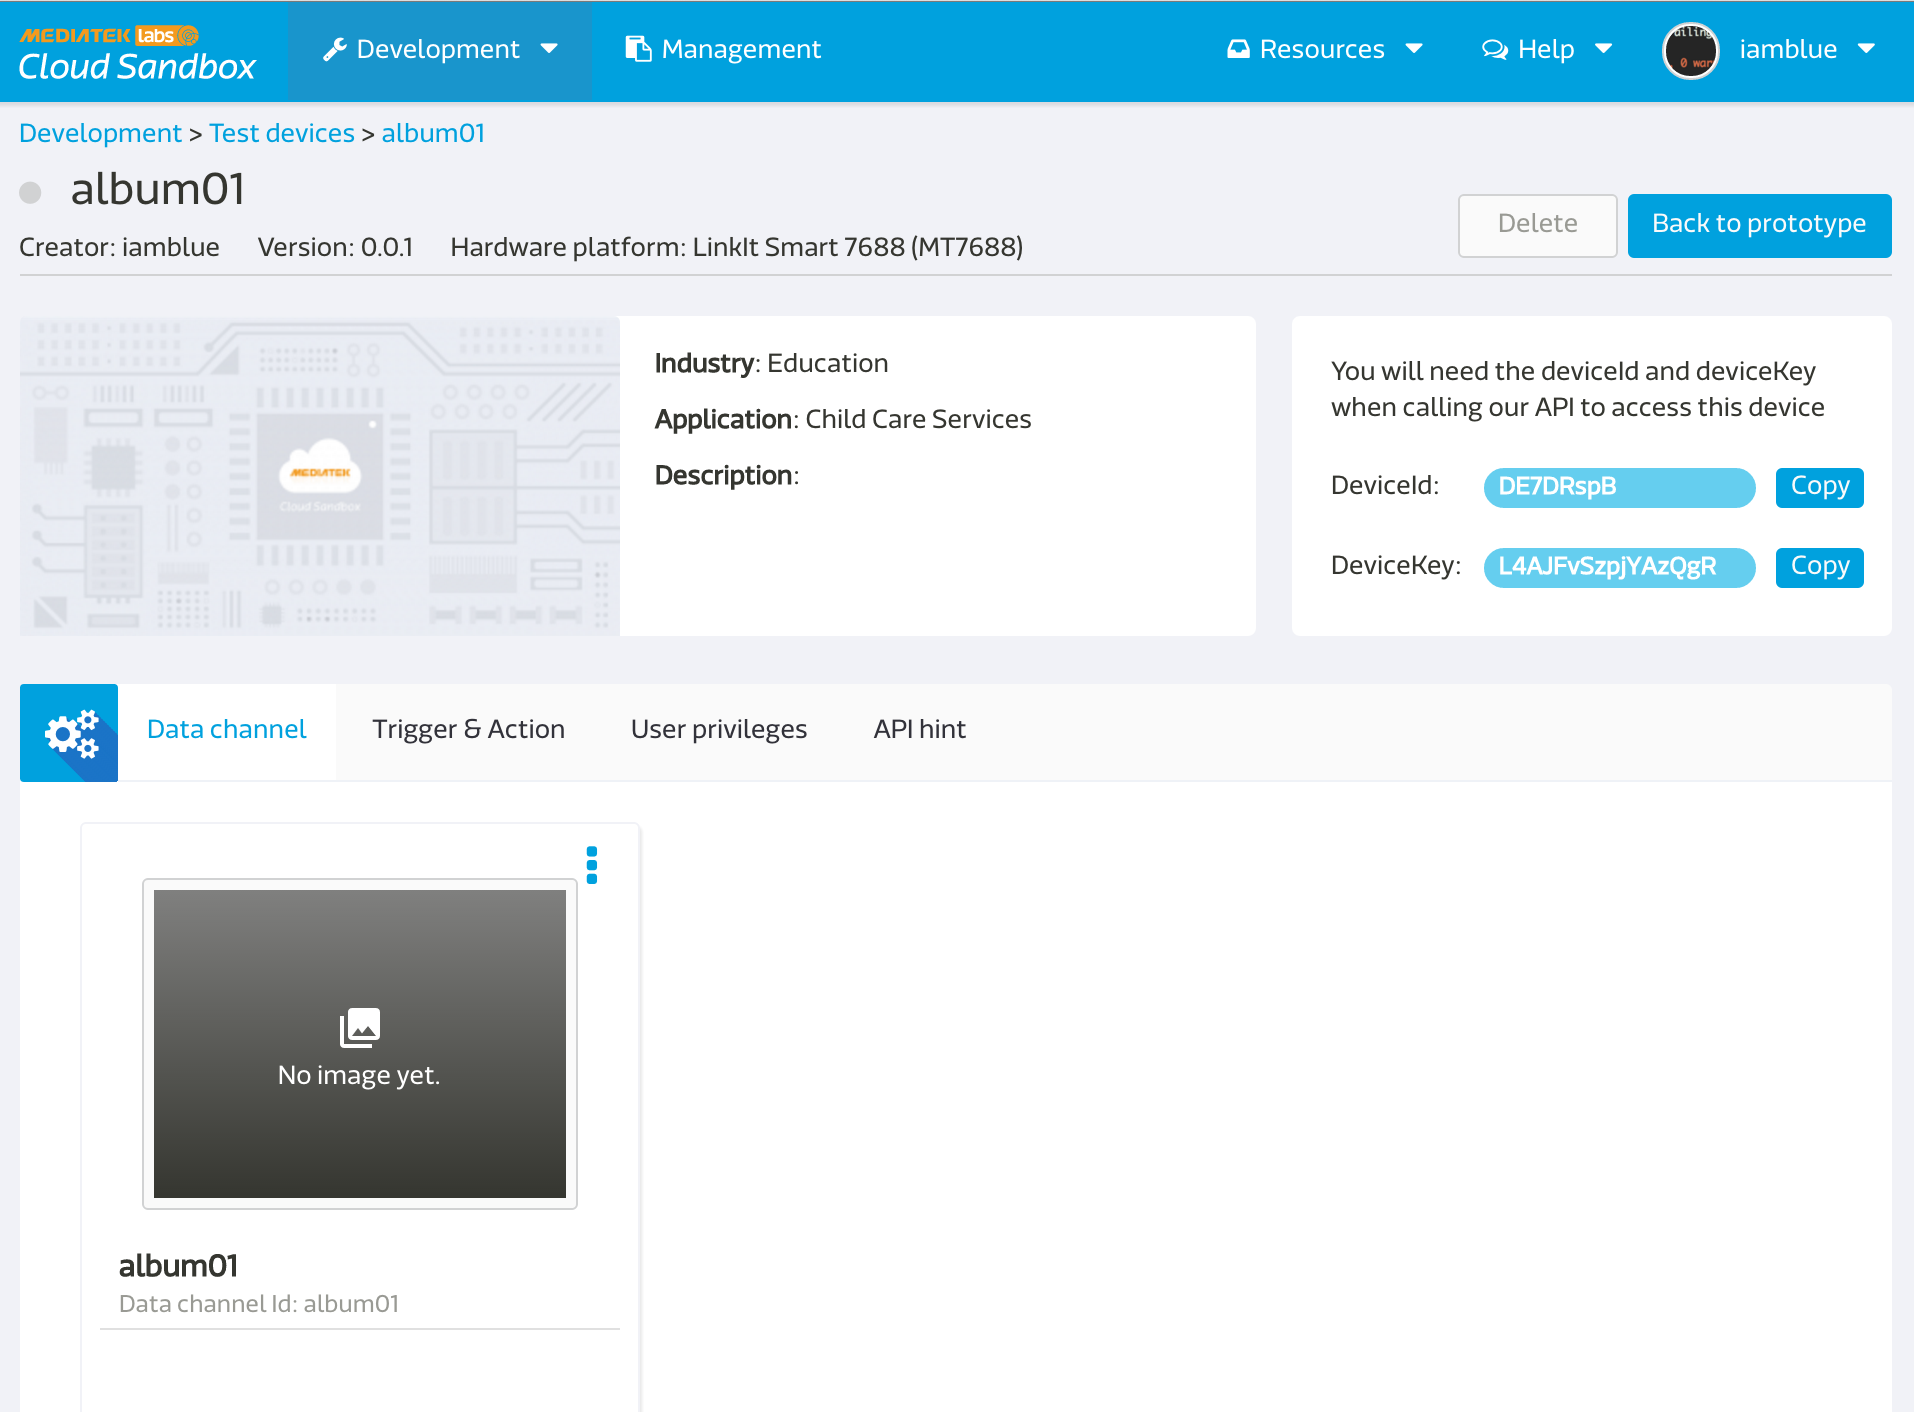 MEDIATEK labs
Cloud Sandbox
Development
Management
Resources
Help
iamblue
Development > Test devices > album01
album01
Creator: iamblue Version: 0.0.1 Hardware platform: LinkIt Smart 7688 (MT7688)
Delete
Back to prototype
MEDIATEK
Cloud Sandbox
Industry: Education
Application: Child Care Services
Description:
You will need the deviceId and deviceKey
when calling our API to access this device
DeviceId: DE7DRspB Copy
DeviceKey: L4AJFvSzpjYAzQgR Copy
Data channel
Trigger & Action
User privileges
API hint
No image yet.
album01
Data channel Id: album01